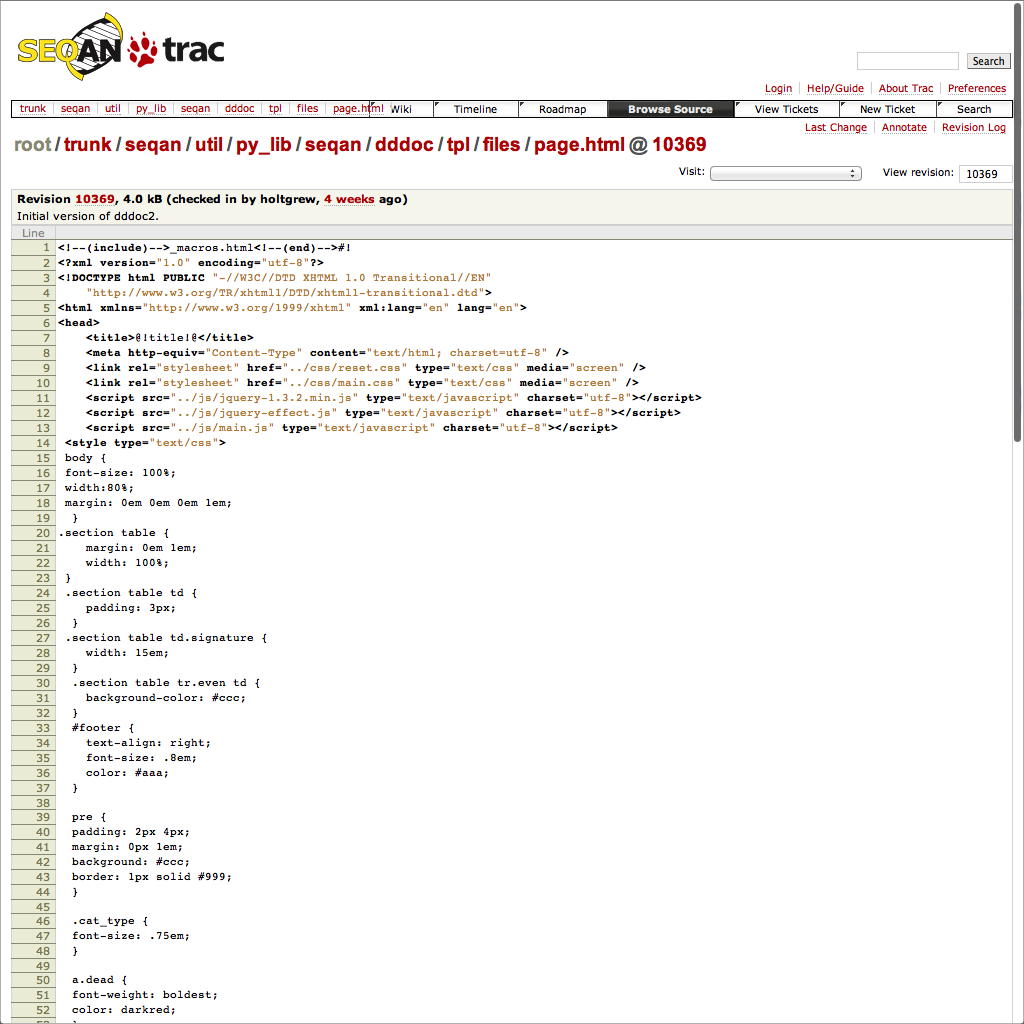 SEQAN trac
Search
Login Help/Guide About Trac Preferences
trunk seqan util py_lib seqan dddoc tpl files page.html Wiki Timeline Roadmap Browse Source View Tickets New Ticket Search
Last Change Annotate Revision Log
root / trunk / seqan / util / py_lib / seqan / dddoc / tpl / files / page.html @ 10369
Visit: View revision: 10369
Revision 10369, 4.0 kB (checked in by holtgrew, 4 weeks ago)
Initial version of dddoc2.
Line
1 <!--(include)-->_macros.html<!--(end)-->#!
2 <?xml version="1.0" encoding="utf-8"?>
3 <!DOCTYPE html PUBLIC "-//W3C//DTD XHTML 1.0 Transitional//EN"
4 "http://www.w3.org/TR/xhtml1/DTD/xhtml1-transitional.dtd">
5 <html xmlns="http://www.w3.org/1999/xhtml" xml:lang="en" lang="en">
6 <head>
7 <title>@!title!@</title>
8 <meta http-equiv="Content-Type" content="text/html; charset=utf-8" />
9 <link rel="stylesheet" href="../css/reset.css" type="text/css" media="screen" />
10 <link rel="stylesheet" href="../css/main.css" type="text/css" media="screen" />
11 <script src="../js/jquery-1.3.2.min.js" type="text/javascript" charset="utf-8"></script>
12 <script src="../js/jquery-effect.js" type="text/javascript" charset="utf-8"></script>
13 <script src="../js/main.js" type="text/javascript" charset="utf-8"></script>
14 <style type="text/css">
15 body {
16 font-size: 100%;
17 width:80%;
18 margin: 0em 0em 0em 1em;
19 }
20 .section table {
21 margin: 0em 1em;
22 width: 100%;
23 }
24 .section table td {
25 padding: 3px;
26 }
27 .section table td.signature {
28 width: 15em;
29 }
30 .section table tr.even td {
31 background-color: #ccc;
32 }
33 #footer {
34 text-align: right;
35 font-size: .8em;
36 color: #aaa;
37 }
38
39 pre {
40 padding: 2px 4px;
41 margin: 0px 1em;
42 background: #ccc;
43 border: 1px solid #999;
44 }
45
46 .cat_type {
47 font-size: .75em;
48 }
49
50 a.dead {
51 font-weight: boldest;
52 color: darkred;